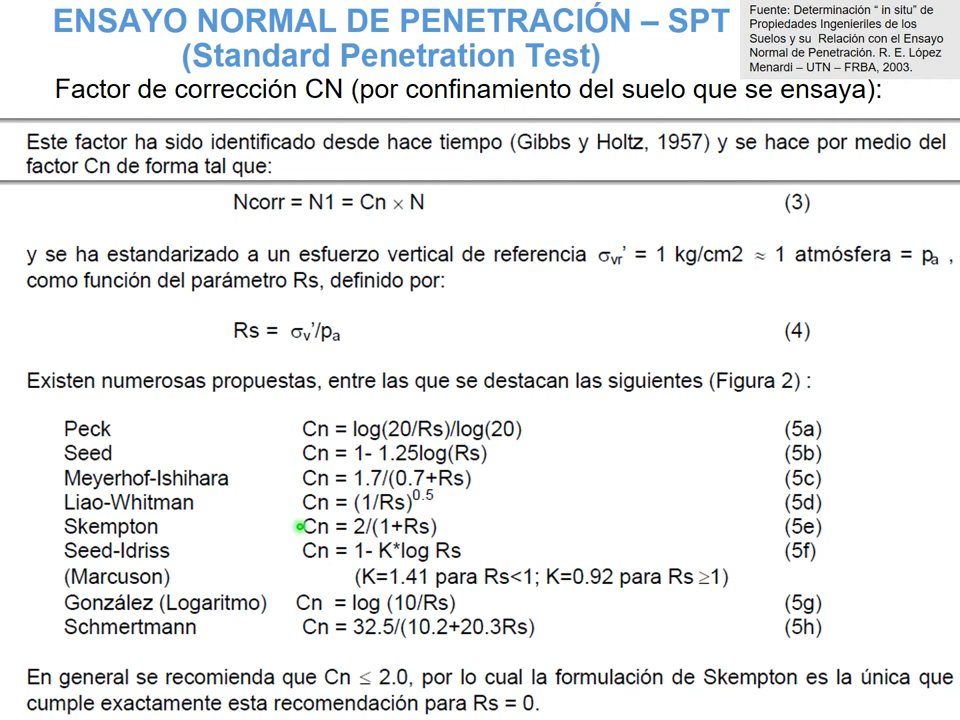 ENSAYO NORMAL DE PENETRACIÓN – SPT
(Standard Penetration Test)
Fuente: Determinación “ in situ” de
Propiedades Ingenieriles de los
Suelos y su Relación con el Ensayo
Normal de Penetración. R. E. López
Menardi – UTN – FRBA, 2003.
Factor de corrección CN (por confinamiento del suelo que se ensaya):
Este factor ha sido identificado desde hace tiempo (Gibbs y Holtz, 1957) y se hace por medio del
factor Cn de forma tal que:
Ncorr = N1 = Cn × N (3)
y se ha estandarizado a un esfuerzo vertical de referencia σvr’ = 1 kg/cm2 ≈ 1 atmósfera = pa ,
como función del parámetro Rs, definido por:
Rs = σv’/pa (4)
Existen numerosas propuestas, entre las que se destacan las siguientes (Figura 2) :
Peck Cn = log(20/Rs)/log(20) (5a)
Seed Cn = 1- 1.25log(Rs) (5b)
Meyerhof-Ishihara Cn = 1.7/(0.7+Rs) (5c)
Liao-Whitman Cn = (1/Rs)^0.5 (5d)
Skempton Cn = 2/(1+Rs) (5e)
Seed-Idriss Cn = 1- K*log Rs (5f)
(Marcuson) (K=1.41 para Rs<1; K=0.92 para Rs ≥1)
González (Logaritmo) Cn = log (10/Rs) (5g)
Schmertmann Cn = 32.5/(10.2+20.3Rs) (5h)
En general se recomienda que Cn ≤ 2.0, por lo cual la formulación de Skempton es la única que
cumple exactamente esta recomendación para Rs = 0.